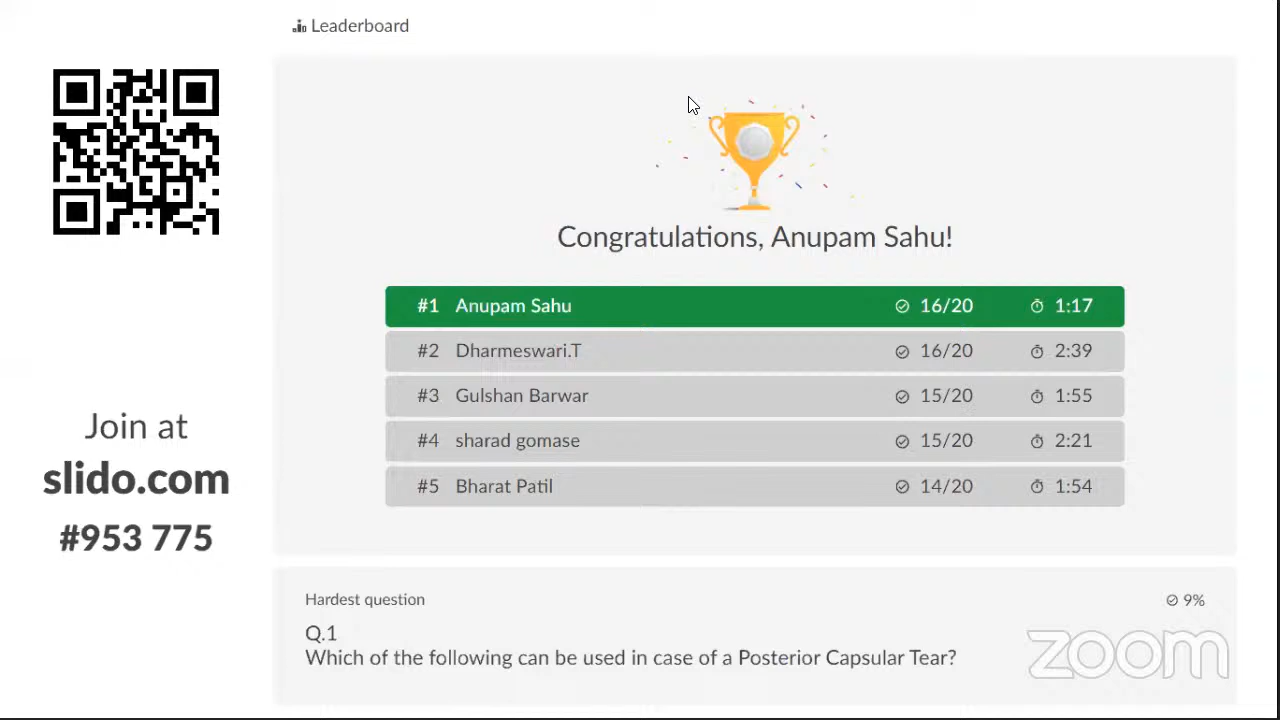 Leaderboard
Congratulations, Anupam Sahu!
#1 Anupam Sahu 16/20 1:17
#2 Dharmeswari.T 16/20 2:39
#3 Gulshan Barwar 15/20 1:55
#4 sharad gomase 15/20 2:21
#5 Bharat Patil 14/20 1:54
Join at
slido.com
#953 775
Hardest question 9%
Q.1
Which of the following can be used in case of a Posterior Capsular Tear?
zoom